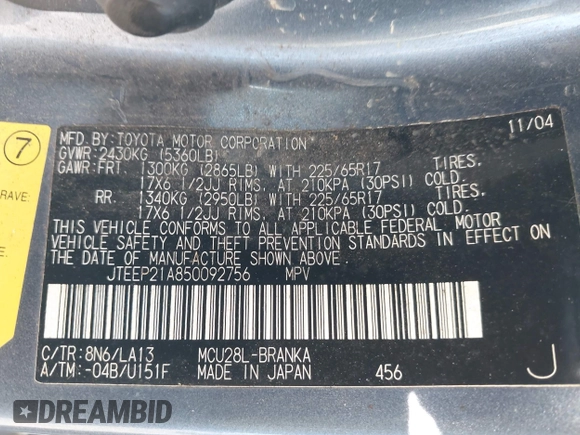 7
RAVE:
MFD.BY:TOYOTA MOTOR CORPORATION 11/04
GVWR:2430KG (5360LB)
GAWR:FRT. 1300KG (2865LB) WITH 225/65R17 TIRES.
17X6 1/2JJ RIMS. AT 210KPA (30PSI) COLD.
RR. 1340KG (2950LB) WITH 225/65R17 TIRES.
17X6 1/2JJ RIMS. AT 210KPA (30PSI) COLD.
THIS VEHICLE CONFORMS TO ALL APPLICABLE FEDERAL MOTOR
VEHICLE SAFETY AND THEFT PREVENTION STANDARDS IN EFFECT ON
THE DATE OF MANUFACTURE SHOWN ABOVE.
JTEEP21A850092756 MPV
C/TR:8N6/LA13 MCU28L-BRANKA
A/TM:-04B/U151F MADE IN JAPAN 456 J
DREAMBID
dreambid.com